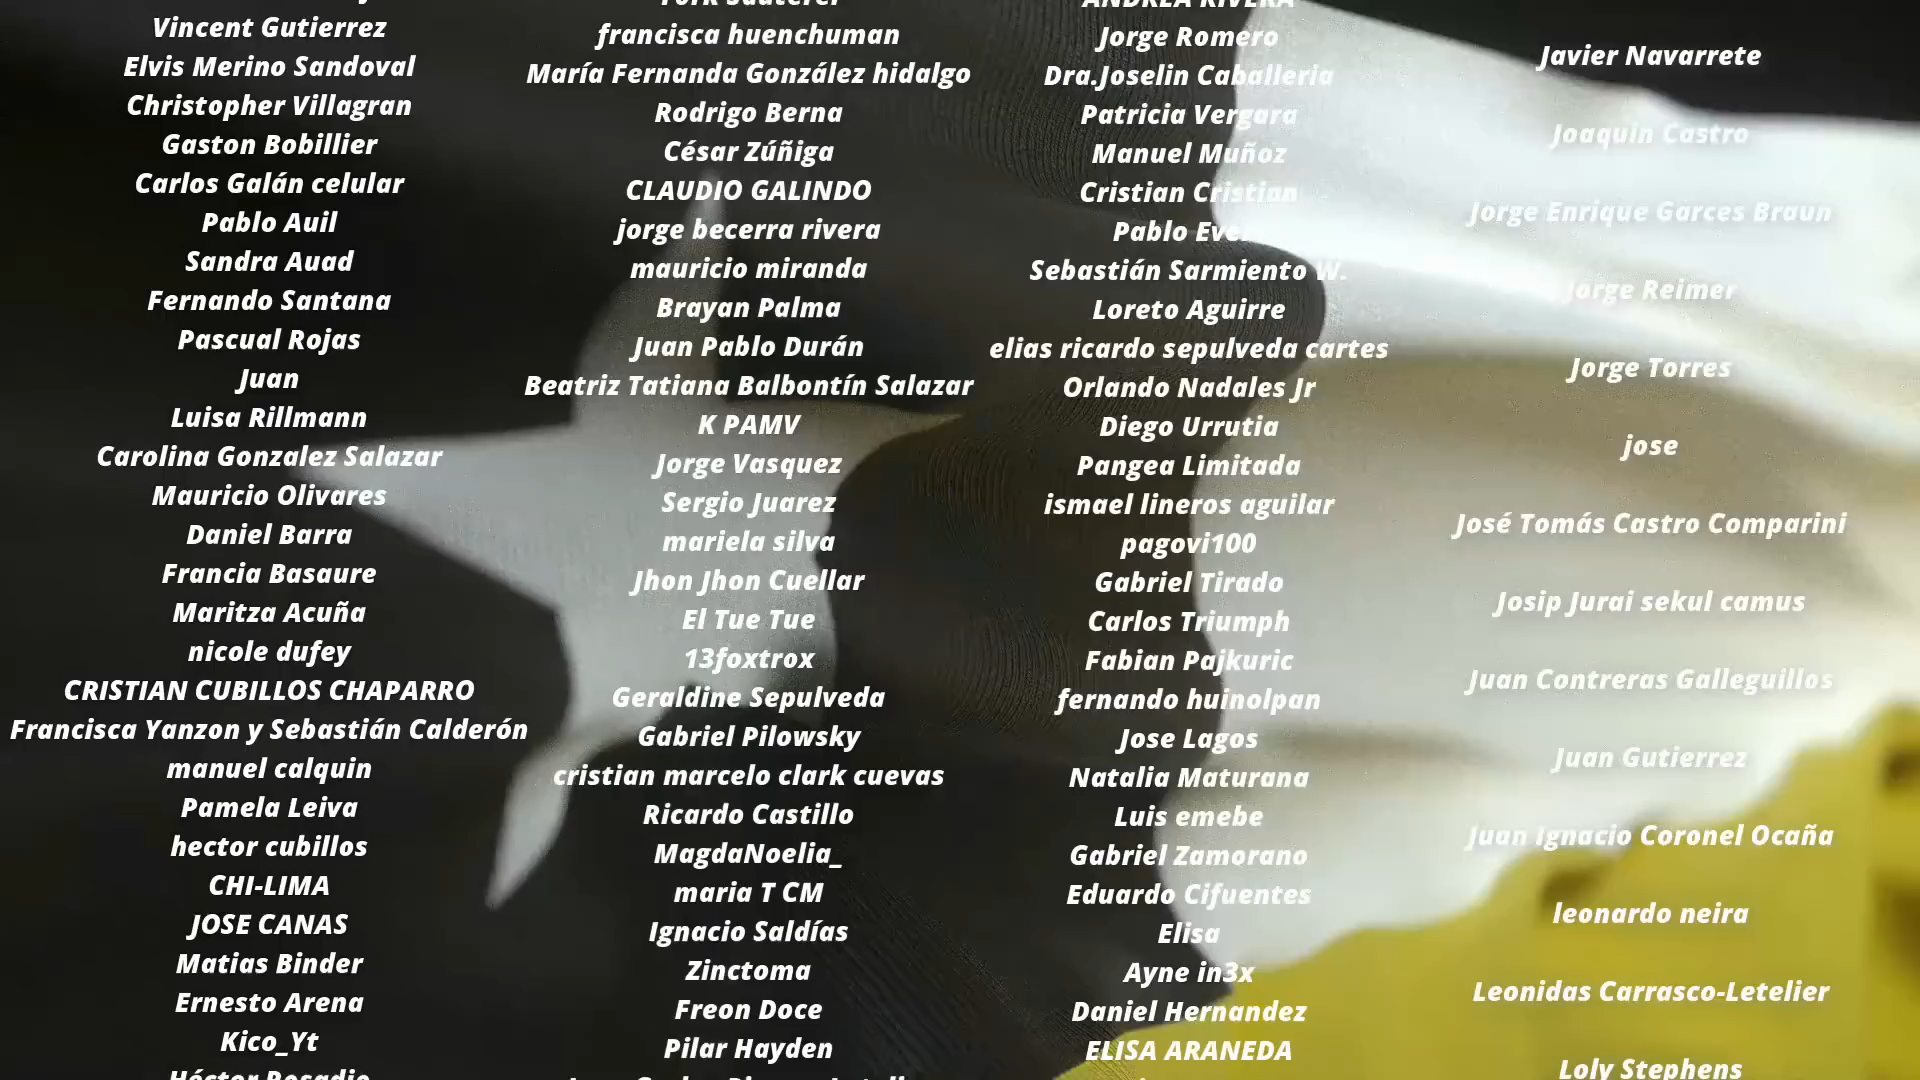 Vincent Gutierrez
Elvis Merino Sandoval
Christopher Villagran
Gaston Bobillier
Carlos Galán celular
Pablo Auil
Sandra Auad
Fernando Santana
Pascual Rojas
Juan
Luisa Rillmann
Carolina Gonzalez Salazar
Mauricio Olivares
Daniel Barra
Francia Basaure
Maritza Acuña
nicole dufey
CRISTIAN CUBILLOS CHAPARRO
Francisca Yanzon y Sebastián Calderón
manuel calquin
Pamela Leiva
hector cubillos
CHI-LIMA
JOSE CANAS
Matias Binder
Ernesto Arena
Kico_Yt
Héctor Rosadio
francisca huenchuman
María Fernanda González hidalgo
Rodrigo Berna
César Zúñiga
CLAUDIO GALINDO
jorge becerra rivera
mauricio miranda
Brayan Palma
Juan Pablo Durán
Beatriz Tatiana Balbontín Salazar
K PAMV
Jorge Vasquez
Sergio Juarez
mariela silva
Jhon Jhon Cuellar
El Tue Tue
13foxtrox
Geraldine Sepulveda
Gabriel Pilowsky
cristian marcelo clark cuevas
Ricardo Castillo
MagdaNoelia_
maria T CM
Ignacio Saldías
Zinctoma
Freon Doce
Pilar Hayden
ANDREA RIVERA
Jorge Romero
Dra.Joselin Caballeria
Patricia Vergara
Manuel Muñoz
Cristian Cristian
Pablo
Sebastián Sarmiento W.
Loreto Aguirre
elias ricardo sepulveda cartes
Orlando Nadales Jr
Diego Urrutia
Pangea Limitada
ismael lineros aguilar
pagovi100
Gabriel Tirado
Carlos Triumph
Fabian Pajkuric
fernando huinolpan
Jose Lagos
Natalia Maturana
Luis emebe
Gabriel Zamorano
Eduardo Cifuentes
Elisa
Ayne in3x
Daniel Hernandez
ELISA ARANEDA
Javier Navarrete
Joaquin Castro
Jorge Enrique Garces Braun
Jorge Reimer
Jorge Torres
jose
José Tomás Castro Comparini
Josip Jurai sekul camus
Juan Contreras Galleguillos
Juan Gutierrez
Juan Ignacio Coronel Ocaña
leonardo neira
Leonidas Carrasco-Letelier
Loly Stephens